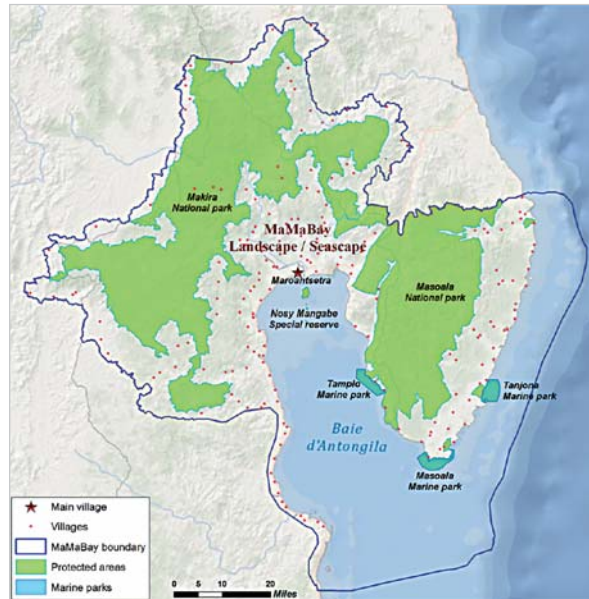 Makira
National park
MaMaBay
Landscape / Seascape
Maroantsetra
Nosy Mangabe
Special reserve
Masoala
National park
Tampolo
Marine park
Tanjona
Marine park
Baie
d'Antongila
Masoala
Marine park
Main village
Villages
MaMaBay boundary
Protected areas
Marine parks
0 5 10 20
Miles